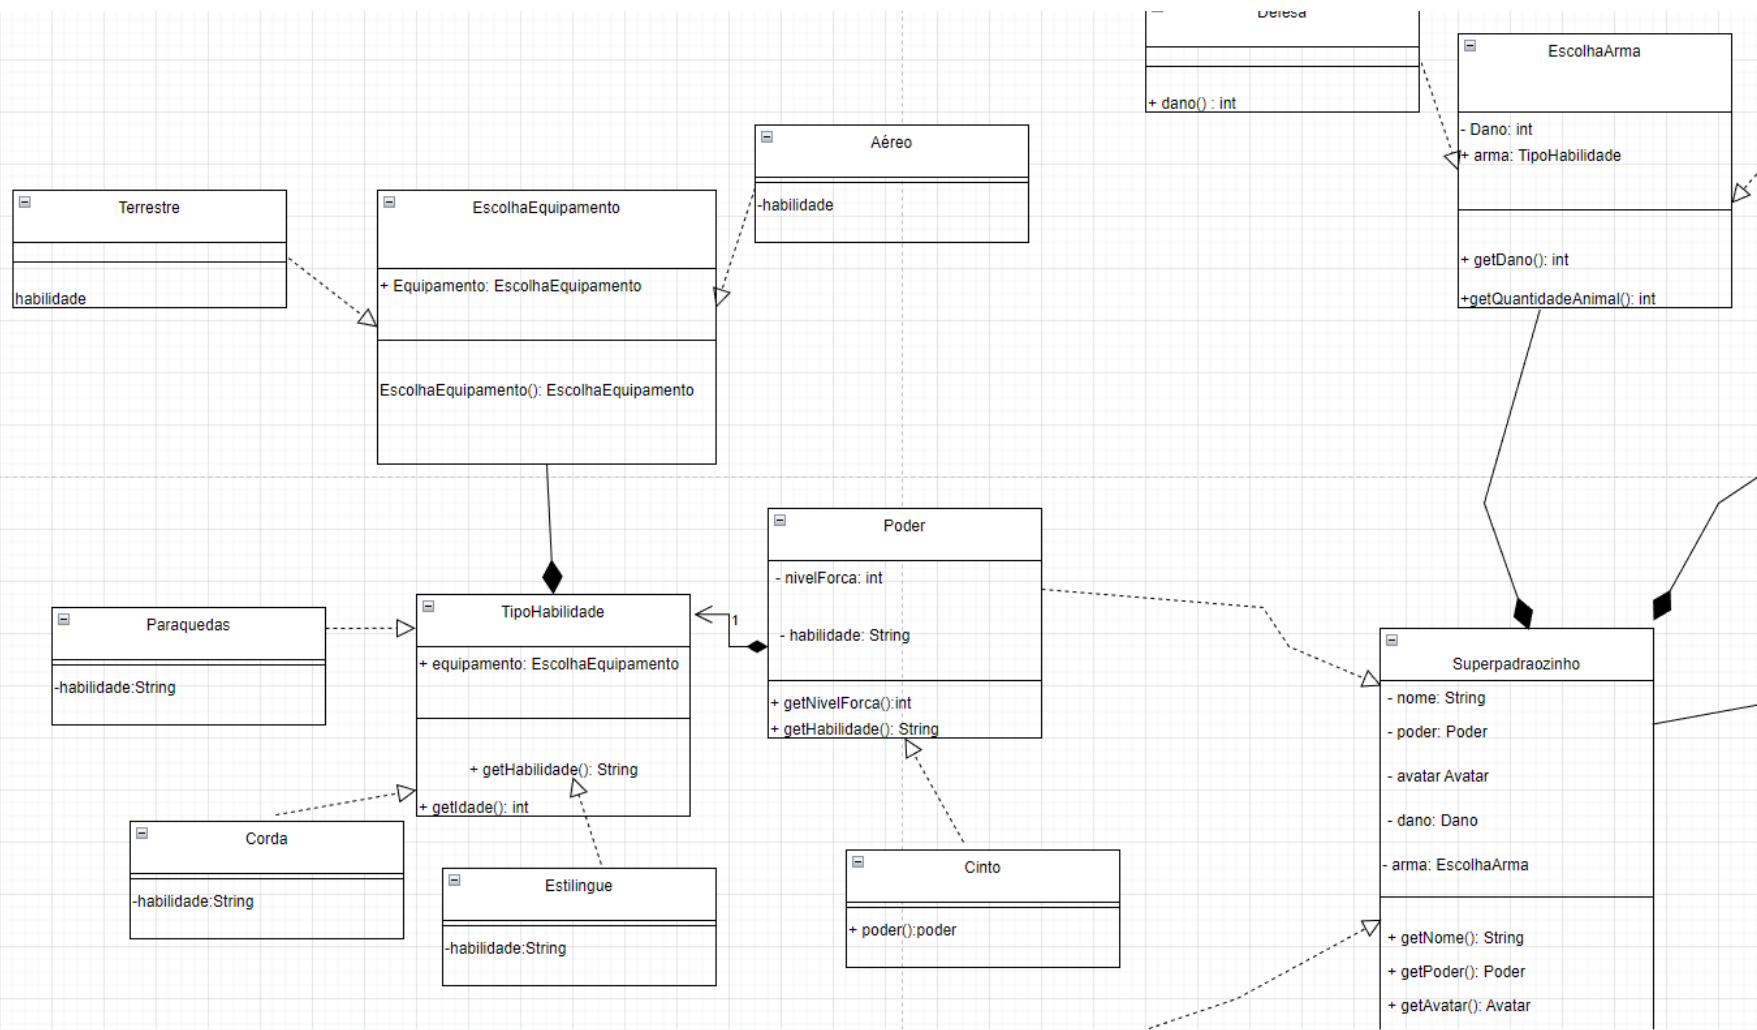 Defesa
+ dano() : int
EscolhaArma
- Dano: int
+ arma: TipoHabilidade
+ getDano(): int
+getQuantidadeAnimal(): int
Aéreo
-habilidade
Terrestre
habilidade
EscolhaEquipamento
+ Equipamento: EscolhaEquipamento
EscolhaEquipamento(): EscolhaEquipamento
Poder
- nivelForca: int
- habilidade: String
+ getNivelForca():int
+ getHabilidade(): String
1
TipoHabilidade
+ equipamento: EscolhaEquipamento
+ getHabilidade(): String
+ getIdade(): int
Paraquedas
-habilidade:String
Superpadraozinho
- nome: String
- poder: Poder
- avatar Avatar
- dano: Dano
- arma: EscolhaArma
+ getNome(): String
+ getPoder(): Poder
+ getAvatar(): Avatar
Corda
-habilidade:String
Estilingue
-habilidade:String
Cinto
+ poder():poder